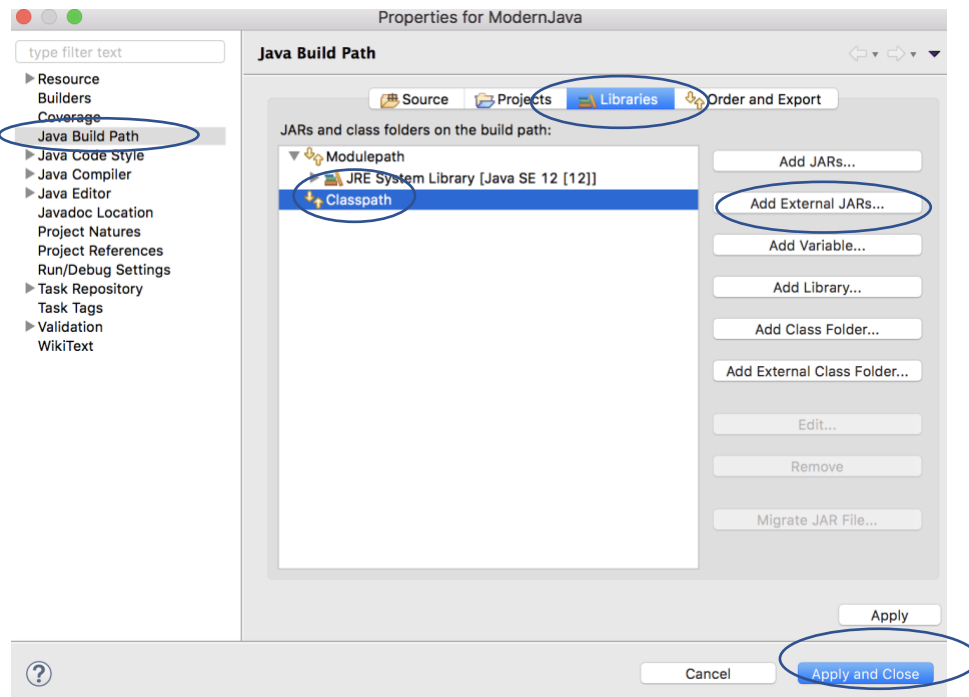 Properties for ModernJava
type filter text
Resource
Builders
Coverage
Java Build Path
Java Code Style
Java Compiler
Java Editor
Javadoc Location
Project Natures
Project References
Run/Debug Settings
Task Repository
Task Tags
Validation
WikiText
Java Build Path
Source Projects Libraries Order and Export
JARs and class folders on the build path:
Modulepath
JRE System Library [Java SE 12 [12]]
Classpath
Add JARs...
Add External JARs...
Add Variable...
Add Library...
Add Class Folder...
Add External Class Folder...
Edit...
Remove
Migrate JAR File...
Apply
?
Cancel Apply and Close